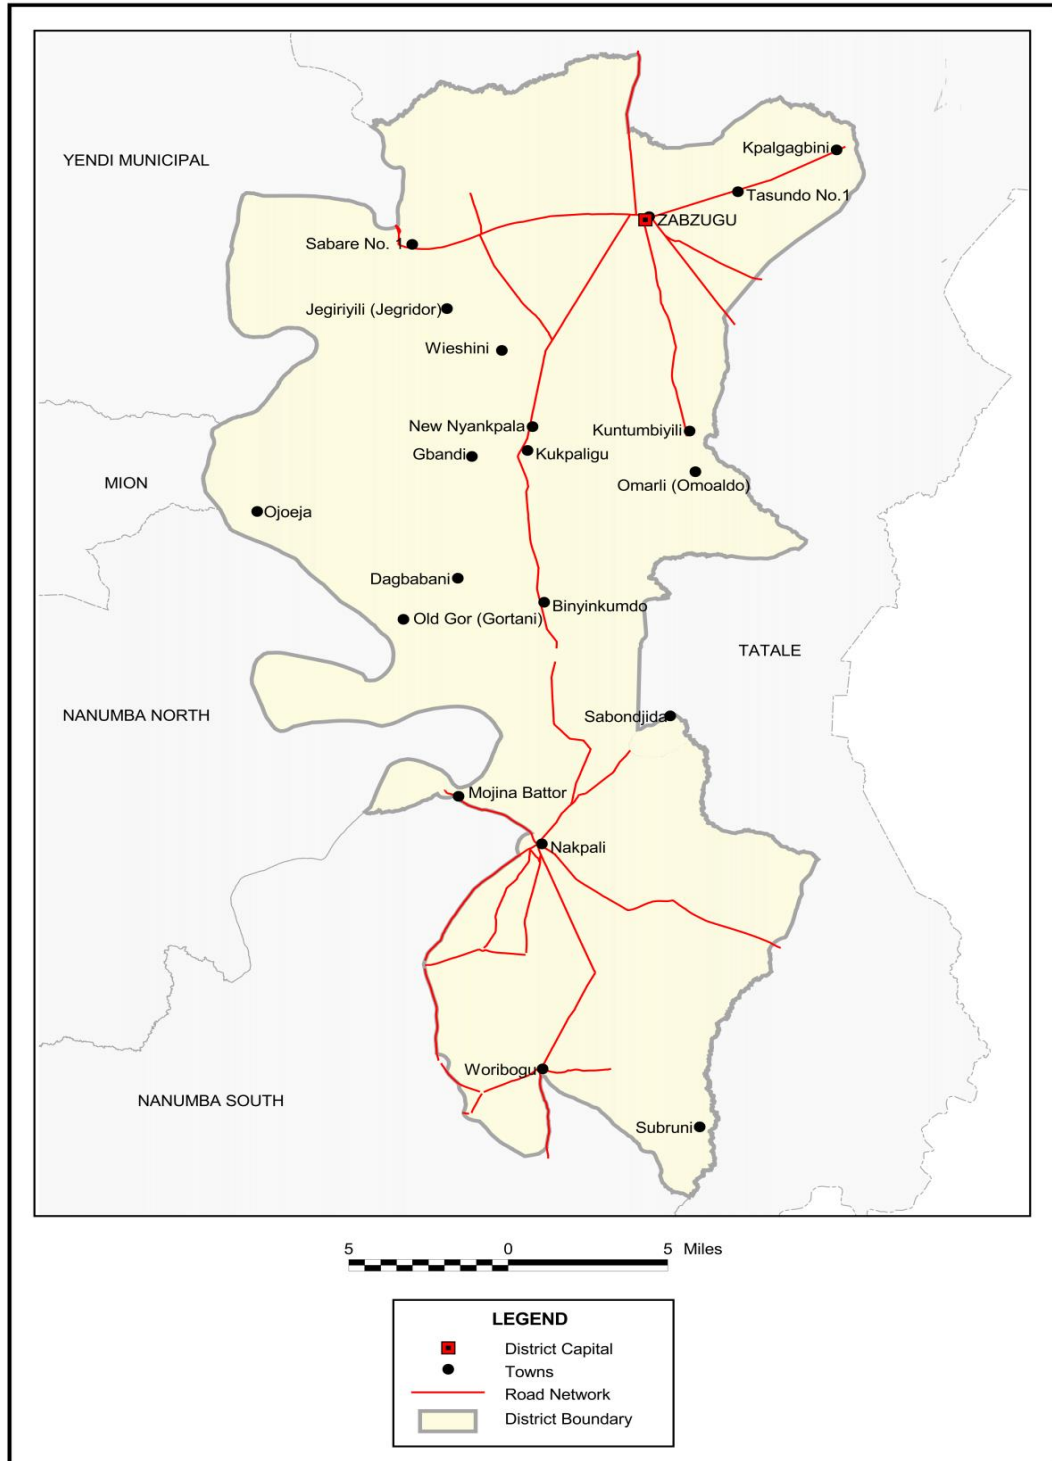 Kpalgagbini
YENDI MUNICIPAL
Tasundo No.1
ZABZUGU
Sabare No. 1
Jegiriyili (Jegridor)
Wieshini
New Nyankpala
Kuntumbiyili
Gbandi
Kukpaligu
MION
Omarli (Omoaldo)
Ojoeja
Dagbabani
Binyinkumdo
Old Gor (Gortani)
TATALE
NANUMBA NORTH
Sabondjida
Mojina Battor
Nakpali
Woribogu
NANUMBA SOUTH
Subruni
5 0 5 Miles
LEGEND
District Capital
Towns
Road Network
District Boundary